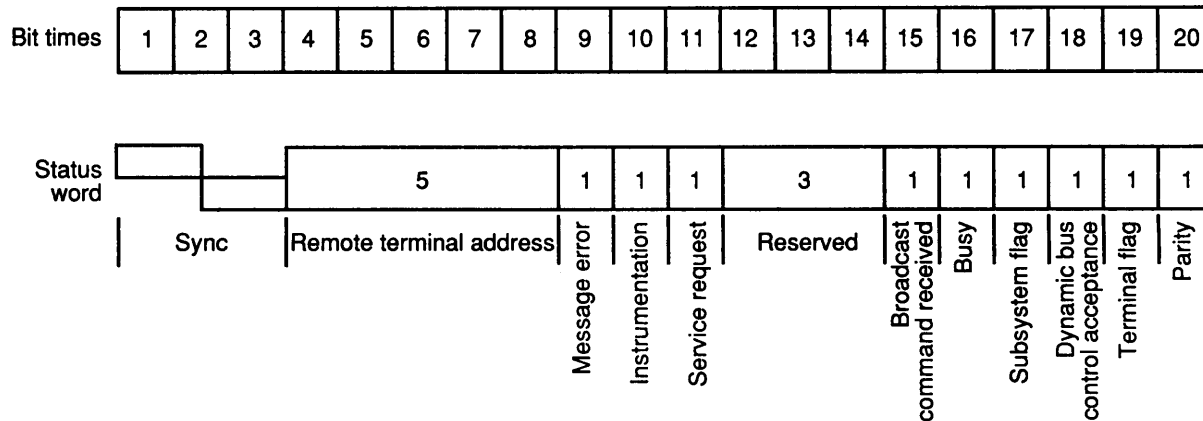 Bit times 1 2 3 4 5 6 7 8 9 10 11 12 13 14 15 16 17 18 19 20
Status
word
5 1 1 1 3 1 1 1 1 1 1
Sync
Remote terminal address
Message error
Instrumentation
Service request
Reserved
Broadcast
command received
Busy
Subsystem flag
Dynamic bus
control acceptance
Terminal flag
Parity